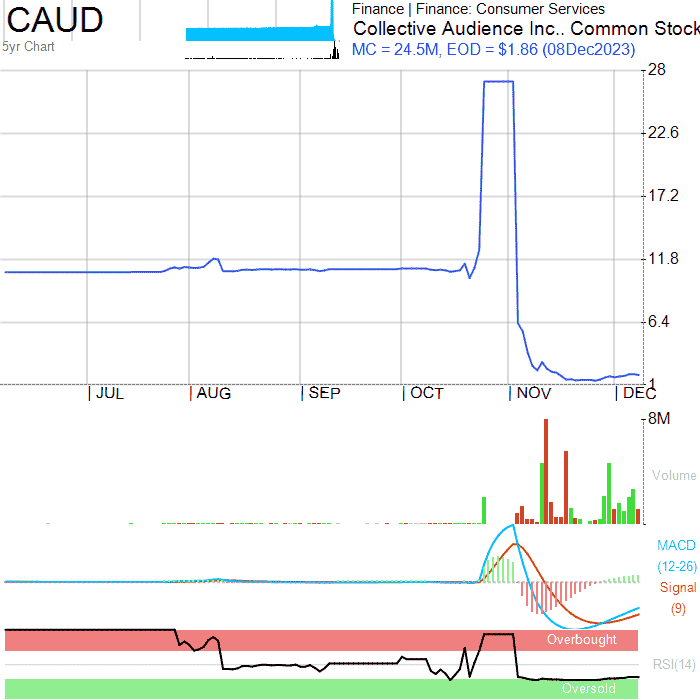 CAUD
5yr Chart
Finance | Finance: Consumer Services
Collective Audience Inc.. Common Stock
MC = 24.5M, EOD = $1.86 (08Dec2023)
28
22.6
17.2
11.8
6.4
1
JUL
AUG
SEP
OCT
NOV
DEC
8M
Volume
MACD
(12-26)
Signal
(9)
Overbought
RSI(14)
Oversold